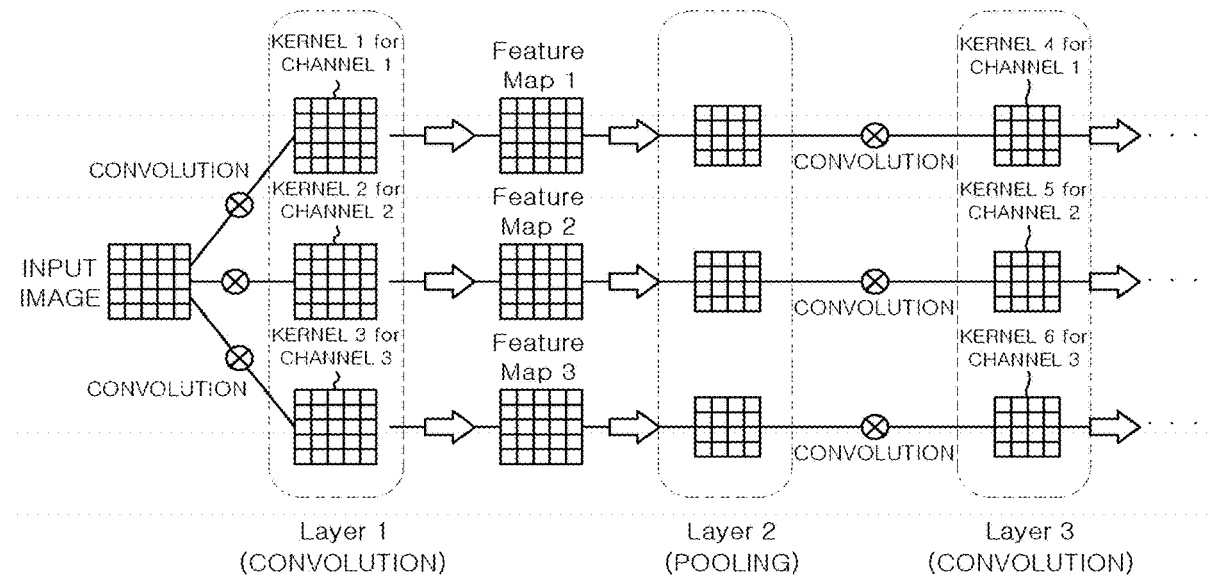 KERNEL 1 for
CHANNEL 1
Feature
Map 1
KERNEL 4 for
CHANNEL 1
CONVOLUTION
CONVOLUTION
KERNEL 2 for
CHANNEL 2
Feature
Map 2
KERNEL 5 for
CHANNEL 2
INPUT
IMAGE
CONVOLUTION
KERNEL 3 for
CHANNEL 3
Feature
Map 3
KERNEL 6 for
CHANNEL 3
CONVOLUTION
CONVOLUTION
Layer 1
(CONVOLUTION)
Layer 2
(POOLING)
Layer 3
(CONVOLUTION)